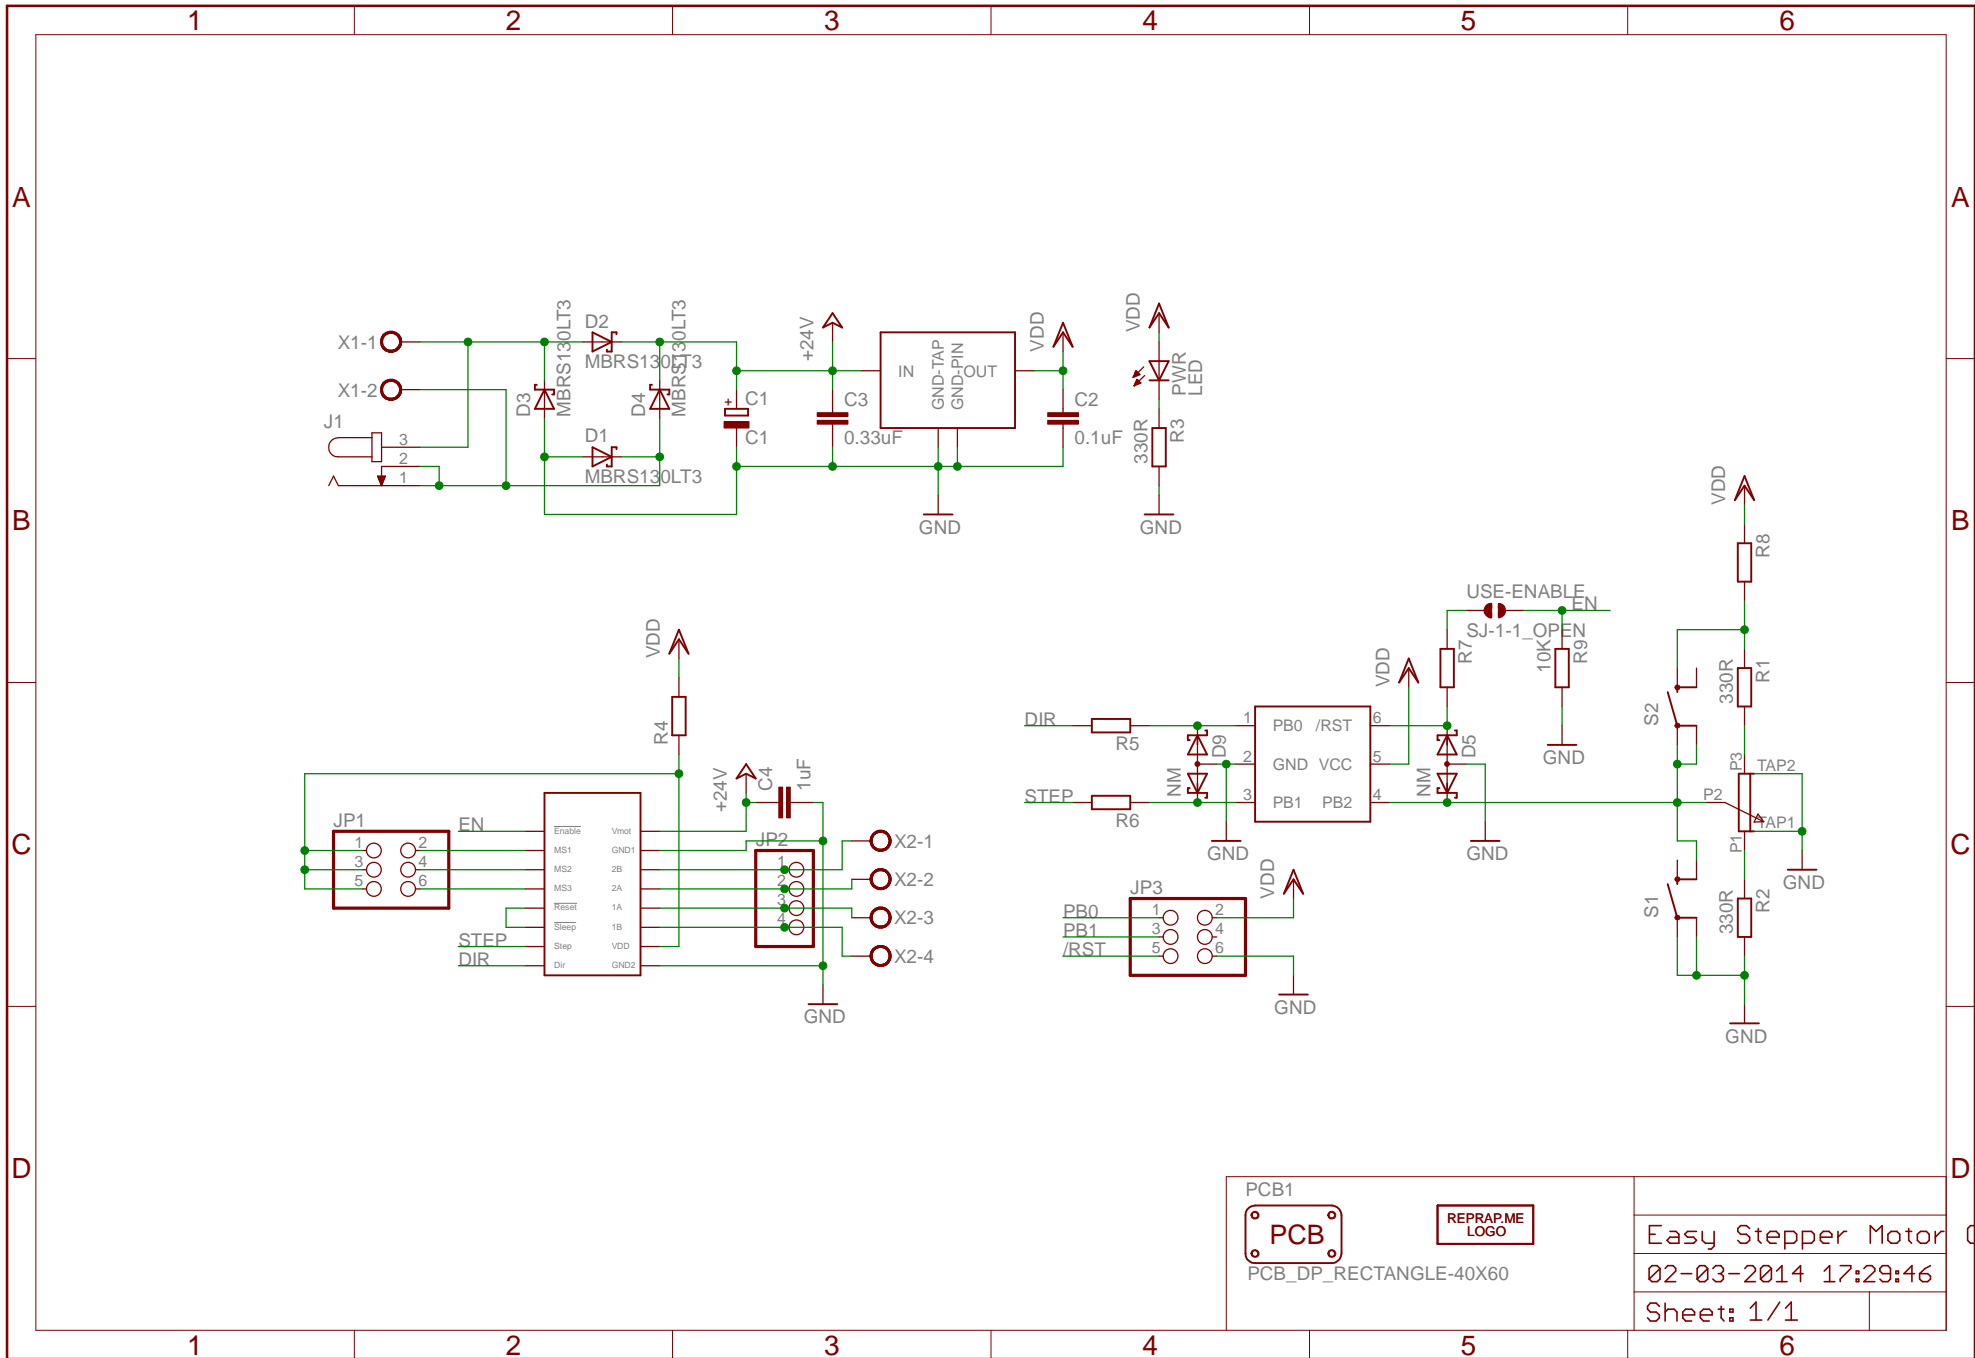 1 2 3 4 5 6
A A
B B
C C
D D
1 2 3 4 5 6
X1-1
X1-2
J1
3
2
1
D3
MBRS130LT3
D2
MBRS130LT3
D4
MBRS130LT3
D1
MBRS130LT3
+ C1
C1
+24V
C3
0.33uF
IN
GND-TAP
GND-PIN
OUT
VDD
C2
0.1uF
GND
VDD
PWR
LED
330R
R3
GND
VDD
R4
JP1
1 2
3 4
5 6
EN
STEP
DIR
Enable Vmot
MS1 GND1
MS2 2B
MS3 2A
Reset 1A
Sleep 1B
Step VDD
Dir GND2
+24V
C4
1uF
JP2
1
2
3
4
X2-1
X2-2
X2-3
X2-4
GND
DIR
R5
STEP
R6
D9
NM
1 PB0 /RST 6
2 GND VCC 5
3 PB1 PB2 4
GND
VDD
USE-ENABLE
SJ-1-1_OPEN
EN
R7
10K
R9
GND
D5
NM
GND
JP3
PB0 1 2
PB1 3 4
/RST 5 6
VDD
GND
VDD
R8
330R
R1
S2
P3
TAP2
P2
TAP1
P1
GND
S1
330R
R2
GND
PCB1
PCB
PCB_DP_RECTANGLE-40X60
REPRAP.ME
LOGO
Easy Stepper Motor
02-03-2014 17:29:46
Sheet: 1/1